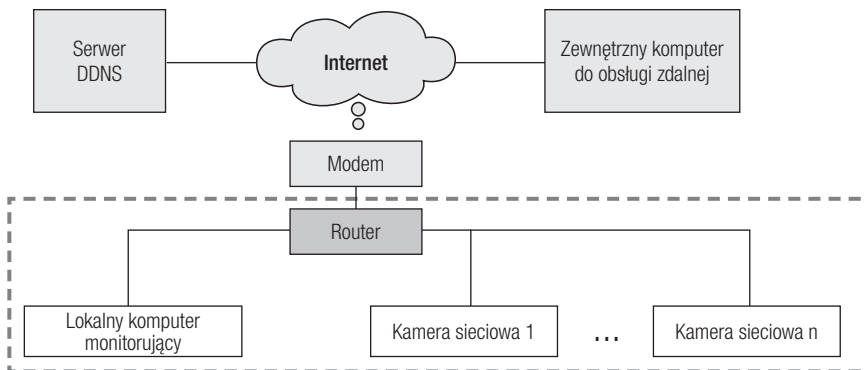 Serwer
DDNS
Internet
Zewnętrzny komputer
do obsługi zdalnej
Modem
Router
Lokalny komputer
monitorujący
Kamera sieciowa 1
...
Kamera sieciowa n